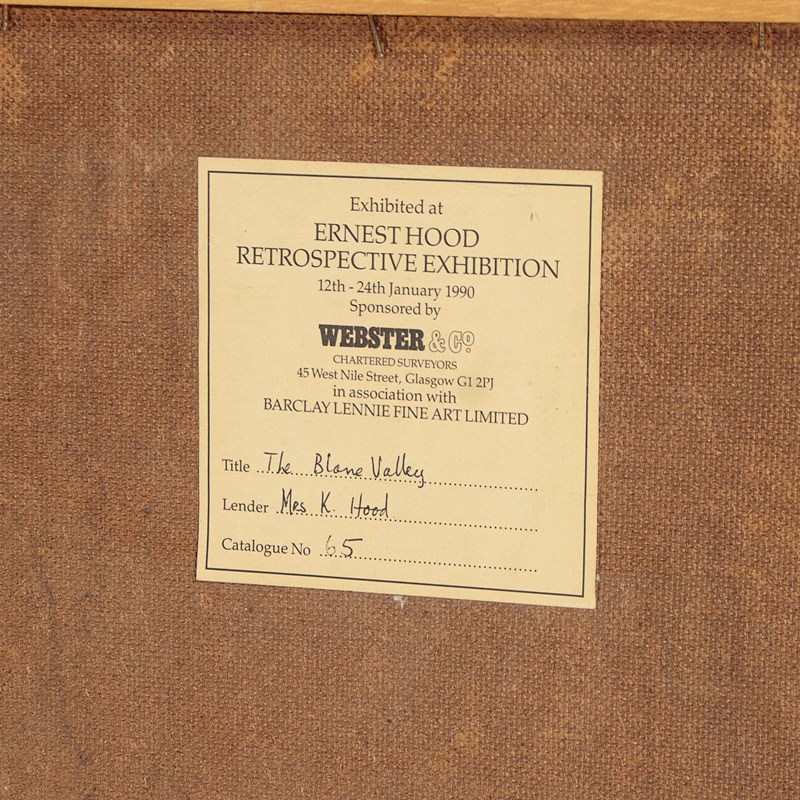 Exhibited at
ERNEST HOOD
RETROSPECTIVE EXHIBITION
12th - 24th January 1990
Sponsored by
WEBSTER & Co
CHARTERED SURVEYORS
45 West Nile Street, Glasgow G1 2PJ
in association with
BARCLAY LENNIE FINE ART LIMITED
Title The Blane Valley
Lender Mrs K. Hood
Catalogue No 65